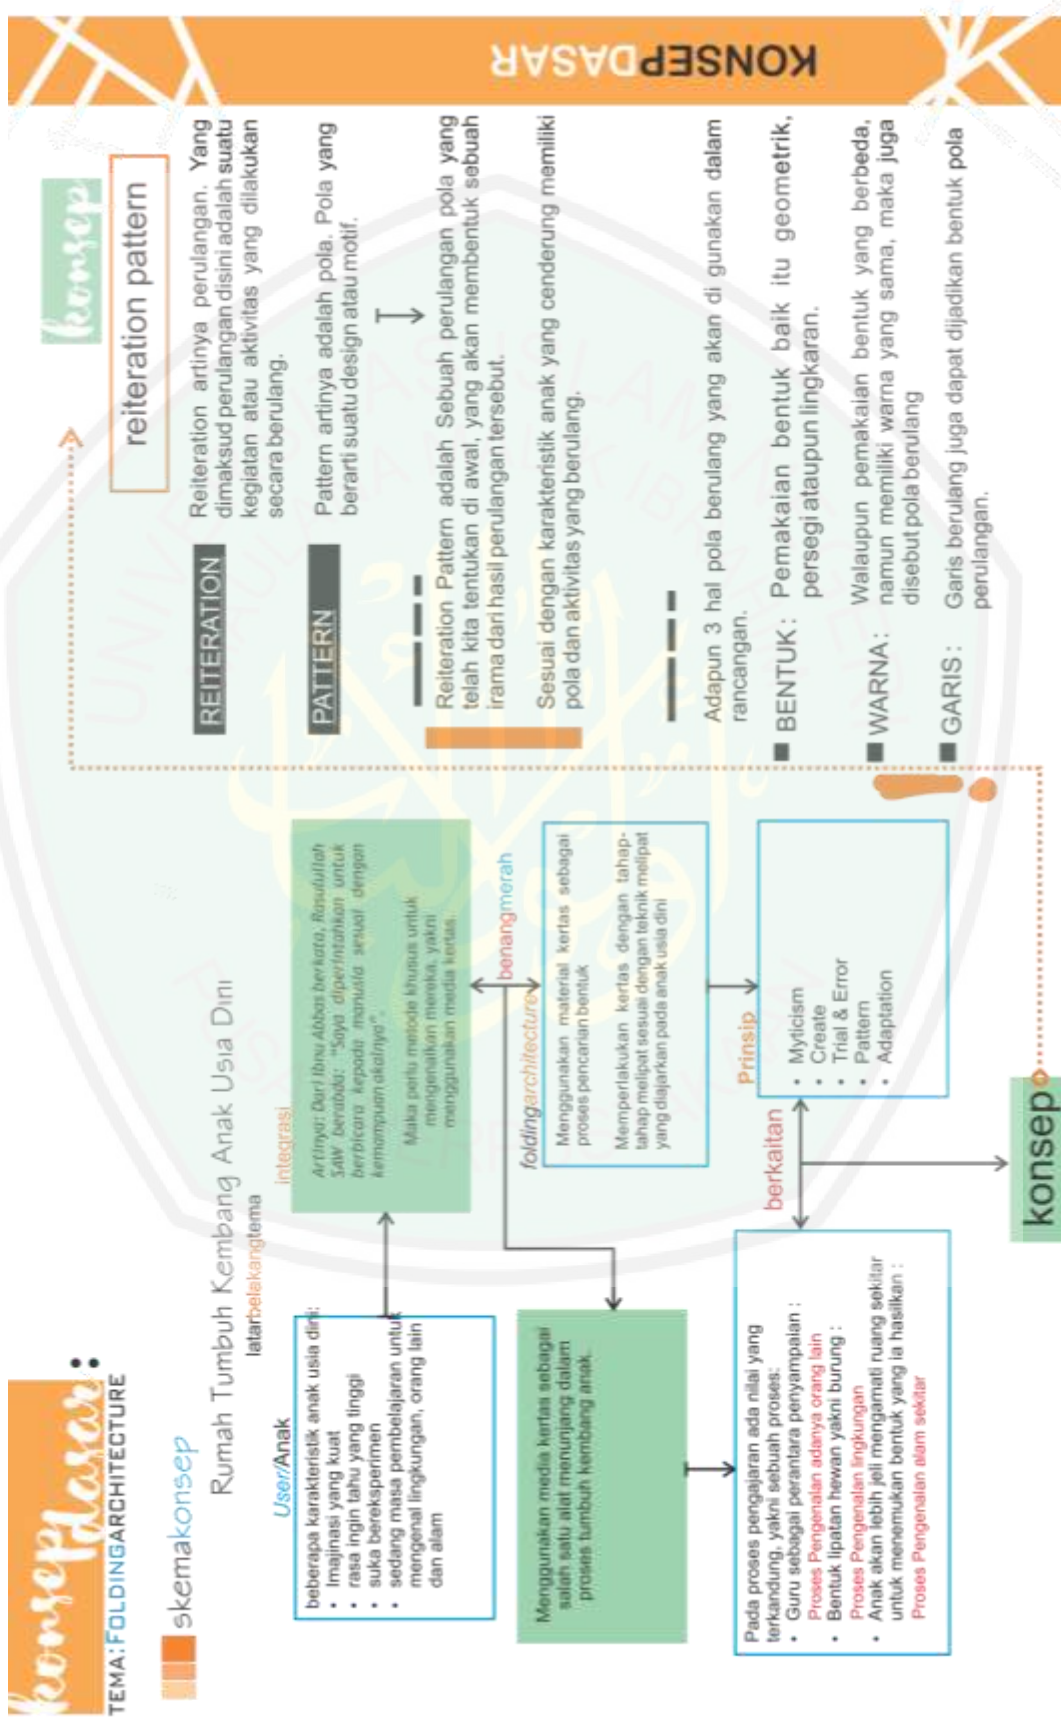 konsepdasar:
TEMA:FOLDINGARCHITECTURE
skemakonsep
Rumah Tumbuh Kembang Anak Usia Dini
latarbelakangtema
User/Anak
beberapa karakteristik anak usia dini:
• Imajinasi yang kuat
• rasa ingin tahu yang tinggi
• suka bereksperimen
• sedang masa pembelajaran untuk
mengenal lingkungan, orang lain
dan alam
integrasi
Artinya: Dari Ibnu Abbas berkata, Rasulullah
SAW berabda: "Saya diperintahkan untuk
berbicara kepada manusia sesuai dengan
kemampuan akalnya".
Maka perlu metode khusus untuk
mengenalkan mereka, yakni
menggunakan media kertas.
benangmerah
Menggunakan media kertas sebagai
salah satu alat menunjang dalam
proses tumbuh kembang anak.
foldingarchitecture
Menggunakan material kertas sebagai
proses pencarian bentuk
Memperlakukan kertas dengan tahap-
tahap melipat sesuai dengan teknik melipat
yang diajarkan pada anak usia dini
Pada proses pengajaran ada nilai yang
terkandung, yakni sebuah proses:
• Guru sebagai perantara penyampaian :
Proses Pengenalan adanya orang lain
• Bentuk lipatan hewan yakni burung :
Proses Pengenalan lingkungan
• Anak akan lebih jeli mengamati ruang sekitar
untuk menemukan bentuk yang ia hasilkan :
Proses Pengenalan alam sekitar
berkaitan
Prinsip
• Myticism
• Create
• Trial & Error
• Pattern
• Adaptation
konsep
konsep
reiteration pattern
REITERATION
Reiteration artinya perulangan. Yang
dimaksud perulangan disini adalah suatu
kegiatan atau aktivitas yang dilakukan
secara berulang.
PATTERN
Pattern artinya adalah pola. Pola yang
berarti suatu design atau motif.
Reiteration Pattern adalah Sebuah perulangan pola yang
telah kita tentukan di awal, yang akan membentuk sebuah
irama dari hasil perulangan tersebut.
Sesuai dengan karakteristik anak yang cenderung memiliki
pola dan aktivitas yang berulang.
Adapun 3 hal pola berulang yang akan di gunakan dalam
rancangan.
BENTUK : Pemakaian bentuk baik itu geometrik,
persegi ataupun lingkaran.
WARNA : Walaupun pemakaian bentuk yang berbeda,
namun memiliki warna yang sama, maka juga
disebut pola berulang
GARIS : Garis berulang juga dapat dijadikan bentuk pola
perulangan.
KONSEPDASAR